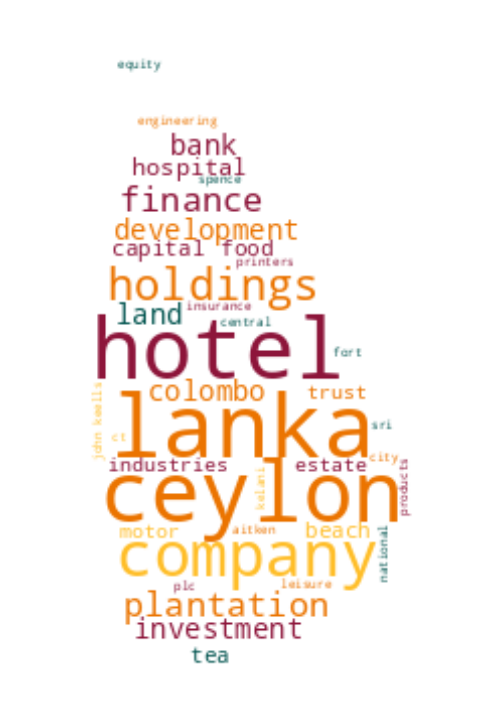 equity
engineering
bank
hospital
spence
finance
development
capital food
printers
holdings
insurance
land
central
hotel
fort
colombo
trust
john keells
lanka
sri
ct
city
industries
estate
products
kelani
ceylon
motor
aitken
beach
national
company
plc
leisure
plantation
investment
tea